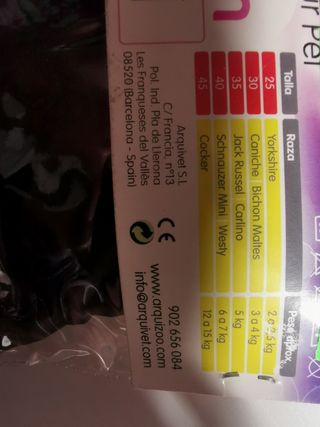 Talla Raza Peso aprox.
25 Yorkshire 2 a 2,5 kg
30 Caniche Bichon Maltes 3 a 4 kg
35 Jack Russel Carlino 5 kg
40 Schnauzer Mini Westy 6 a 7 kg
45 Cocker 12 a 15 kg
Arquivet S.L.
C/ Francia, nº13
Pol. Ind. Pla de Llerona
Les Franqueses del Vallès
08520 (Barcelona - Spain)
CE
902 656 084
www.arquizoo.com
info@arquivet.com